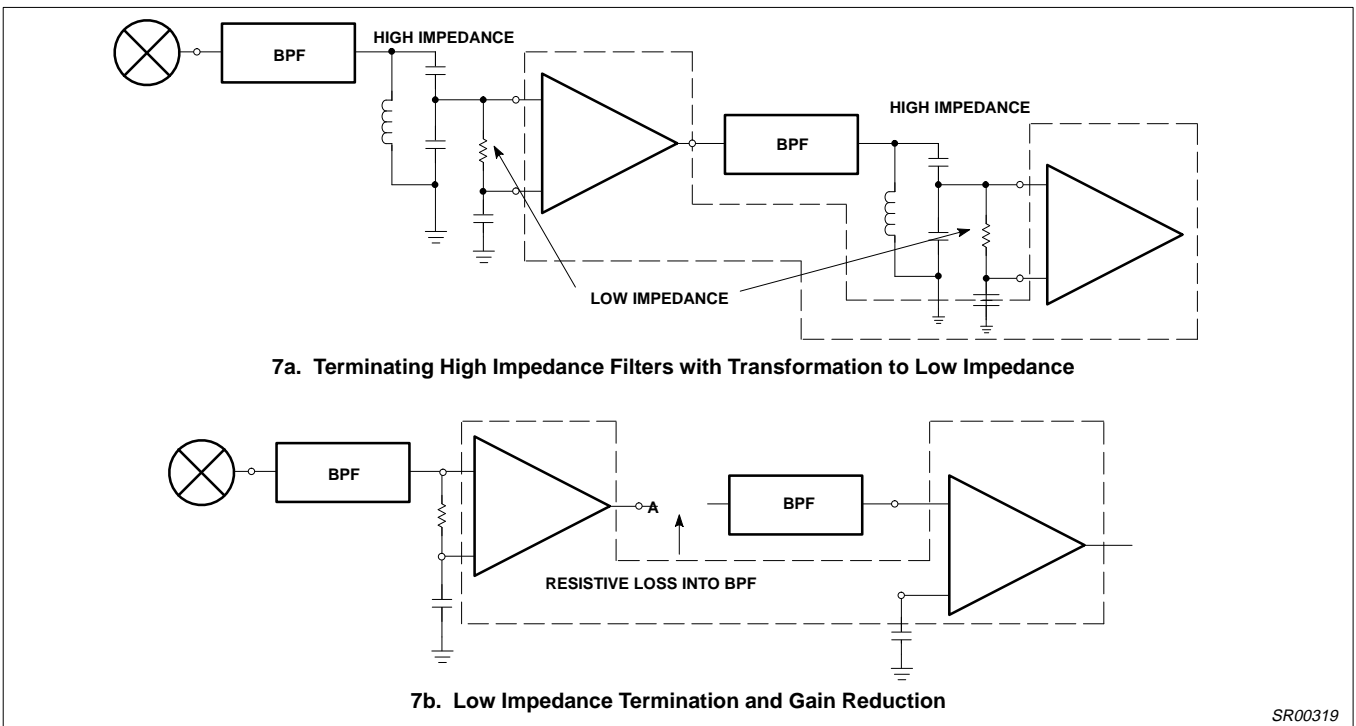 HIGH IMPEDANCE
BPF
HIGH IMPEDANCE
BPF
LOW IMPEDANCE
7a. Terminating High Impedance Filters with Transformation to Low Impedance
BPF
A
BPF
RESISTIVE LOSS INTO BPF
7b. Low Impedance Termination and Gain Reduction
SR00319